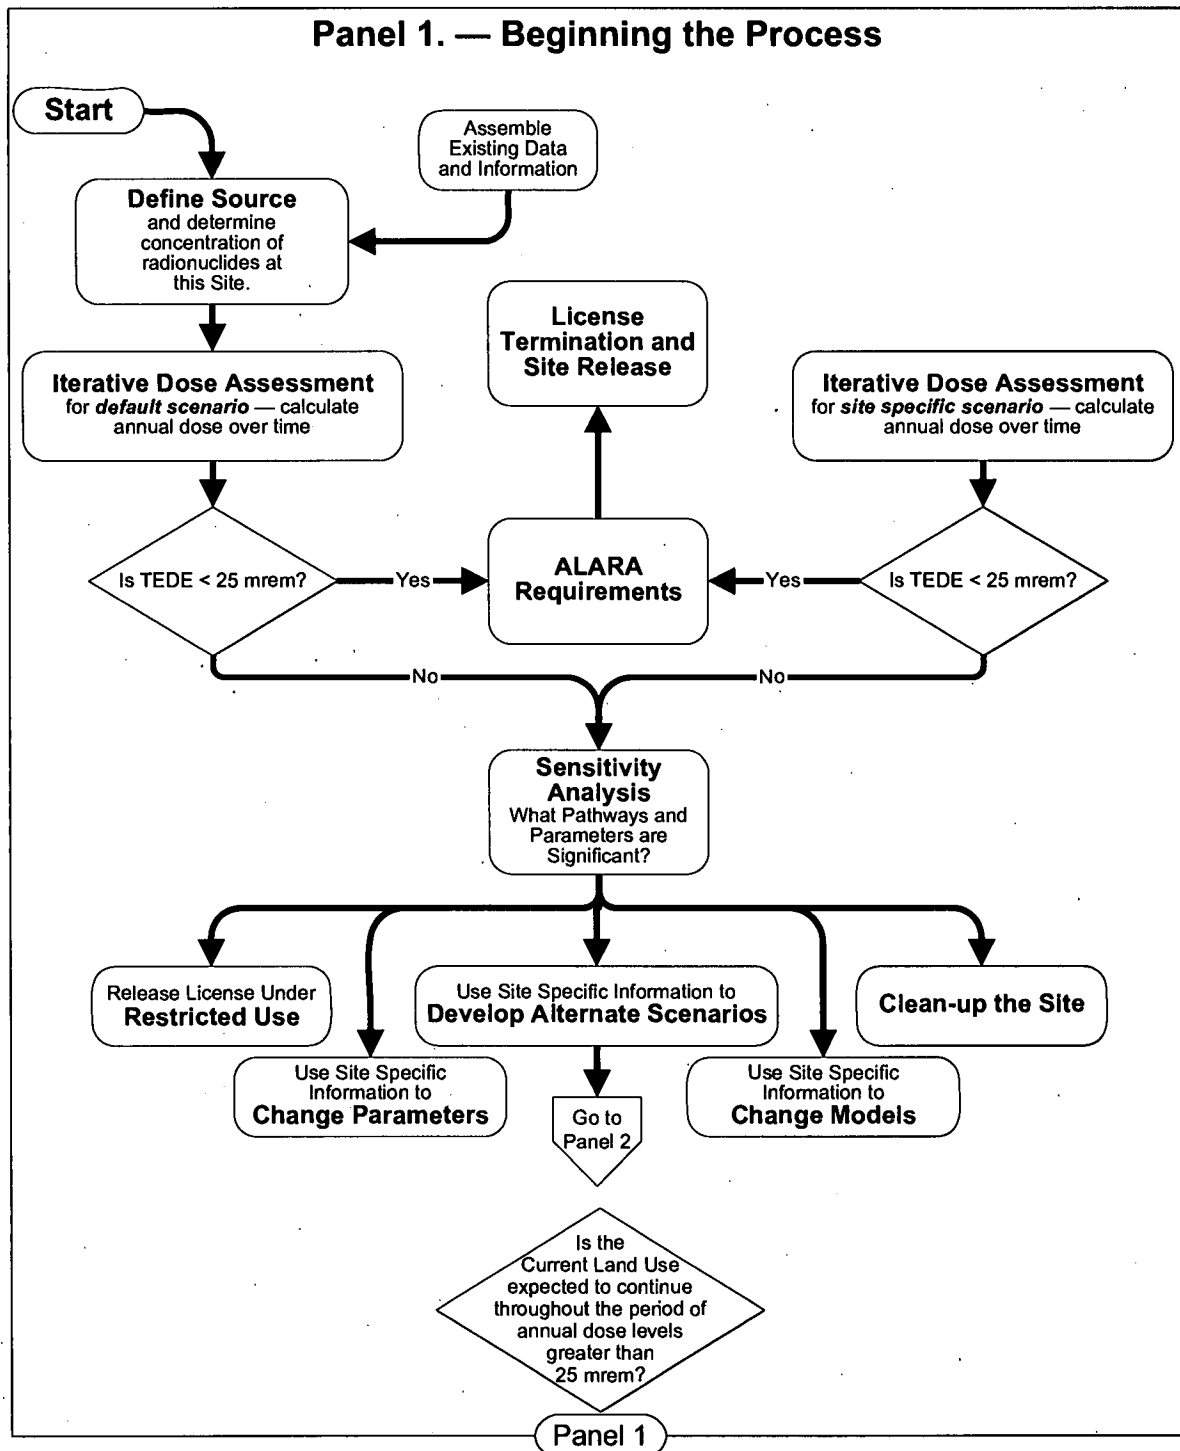 Panel 1. — Beginning the Process
Start
Assemble
Existing Data
and Information
Define Source
and determine
concentration of
radionuclides at
this Site.
License
Termination and
Site Release
Iterative Dose Assessment
for default scenario — calculate
annual dose over time
Iterative Dose Assessment
for site specific scenario — calculate
annual dose over time
Is TEDE < 25 mrem?
Yes
ALARA
Requirements
Yes
Is TEDE < 25 mrem?
No
No
Sensitivity
Analysis
What Pathways and
Parameters are
Significant?
Release License Under
Restricted Use
Use Site Specific Information to
Develop Alternate Scenarios
Clean-up the Site
Use Site Specific
Information to
Change Parameters
Go to
Panel 2
Use Site Specific
Information to
Change Models
Is the
Current Land Use
expected to continue
throughout the period of
annual dose levels
greater than
25 mrem?
Panel 1